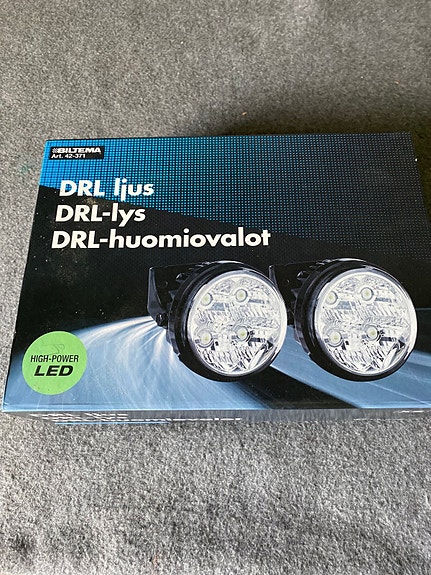 BILTEMA
Art. 42-371
DRL ljus
DRL-lys
DRL-huomiovalot
HIGH-POWER
LED